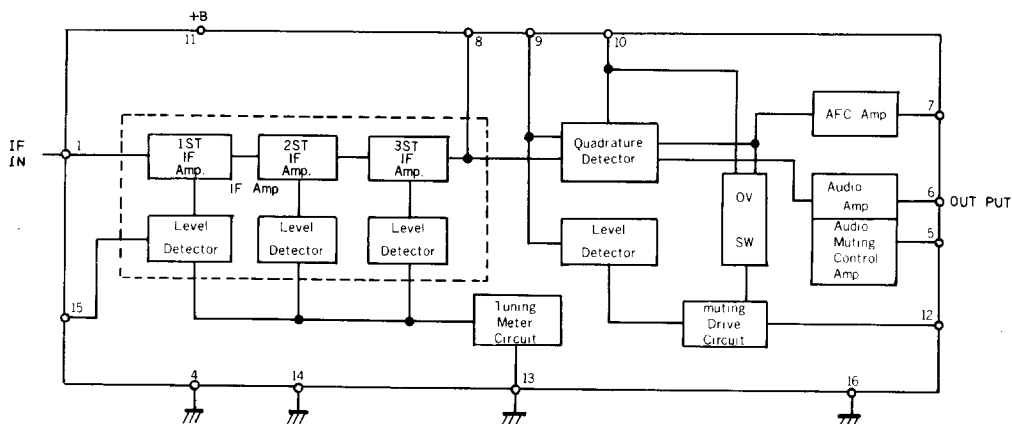 +B
11
8
9
10
AFC Amp
7
IF
IN
1
1ST
IF
Amp.
2ST
IF
Amp.
3ST
IF
Amp.
IF Amp
Quadrature
Detector
Level
Detector
Level
Detector
Level
Detector
Level
Detector
OV
SW
Audio
Amp
6
OUT PUT
Audio
Muting
Control
Amp
5
15
Tuning
Meter
Circuit
muting
Drive
Circuit
12
4
14
13
16